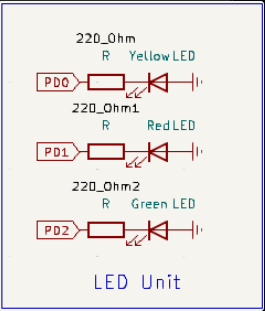 220_Ohm
R Yellow LED
PD0
220_Ohm1
R Red LED
PD1
220_Ohm2
R Green LED
PD2
LED Unit